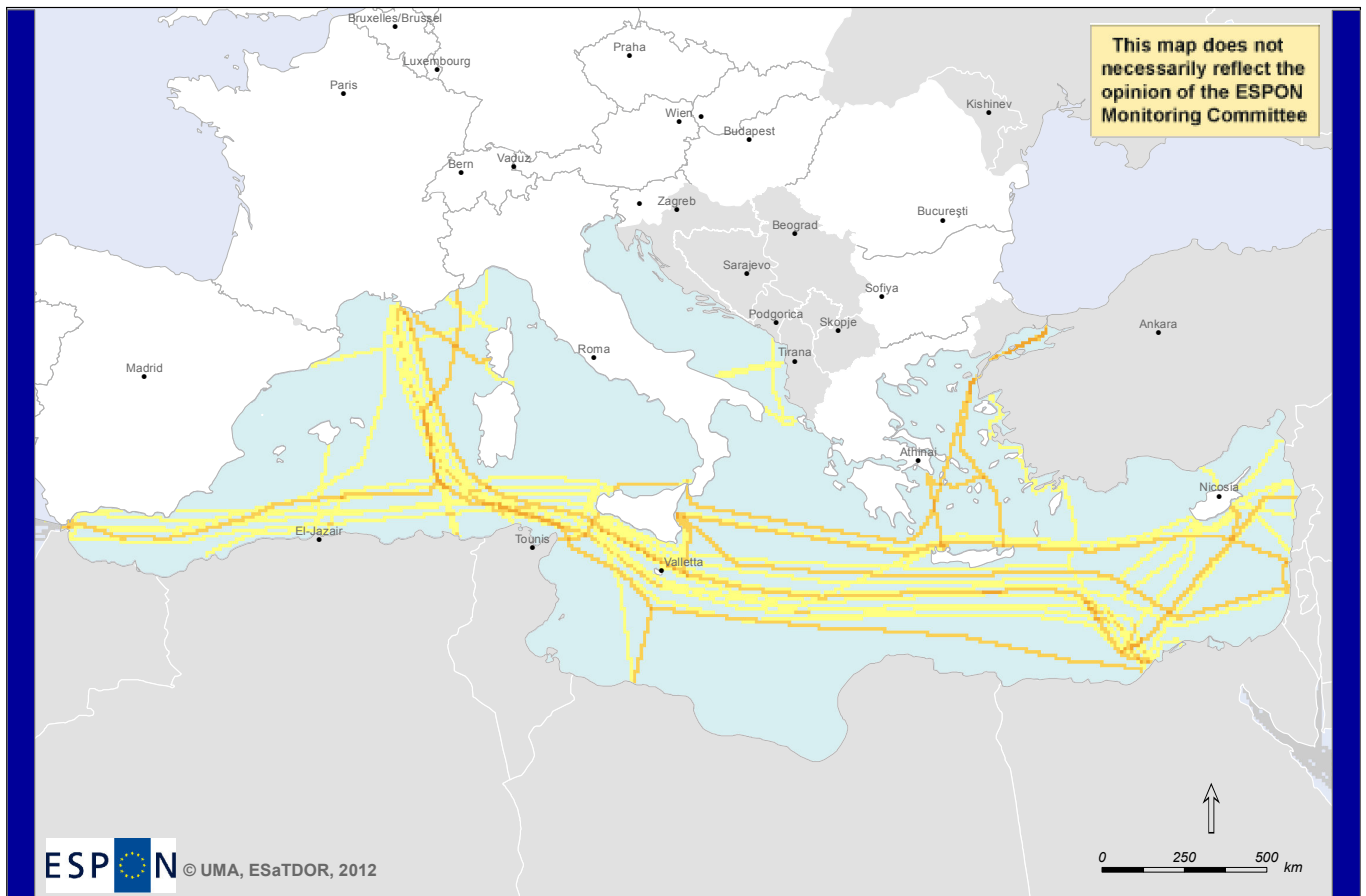 Bruxelles/Brussel
Luxembourg
Paris
Praha
This map does not
necessarily reflect the
opinion of the ESPON
Monitoring Committee
Kishinev
Wien
Budapest
Bern
Vaduz
Zagreb
Bucureşti
Beograd
Sarajevo
Sofiya
Podgorica
Skopje
Ankara
Tirana
Roma
Madrid
Athinai
Nicosia
El-Jazair
Tounis
Valletta
0 250 500 km
ESPON © UMA, ESaTDOR, 2012